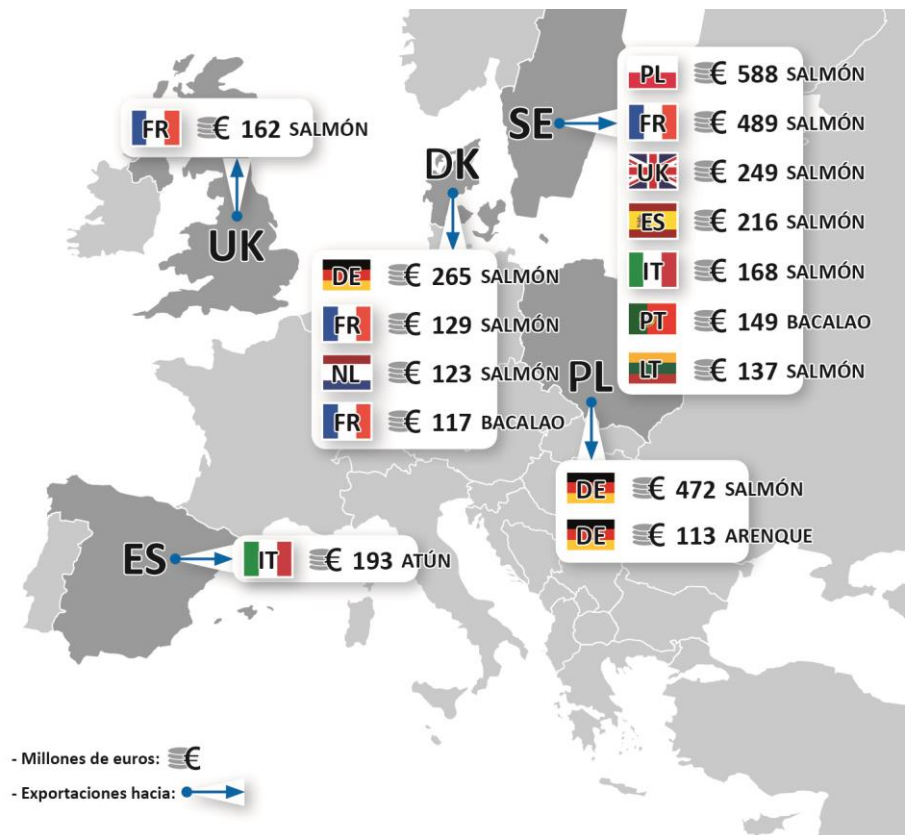 FR € 162 SALMÓN
UK
DK
DE € 265 SALMÓN
FR € 129 SALMÓN
NL € 123 SALMÓN
FR € 117 BACALAO
SE
PL € 588 SALMÓN
FR € 489 SALMÓN
UK € 249 SALMÓN
ES € 216 SALMÓN
IT € 168 SALMÓN
PT € 149 BACALAO
LT € 137 SALMÓN
PL
DE € 472 SALMÓN
DE € 113 ARENQUE
ES
IT € 193 ATÚN
- Millones de euros: €
- Exportaciones hacia: